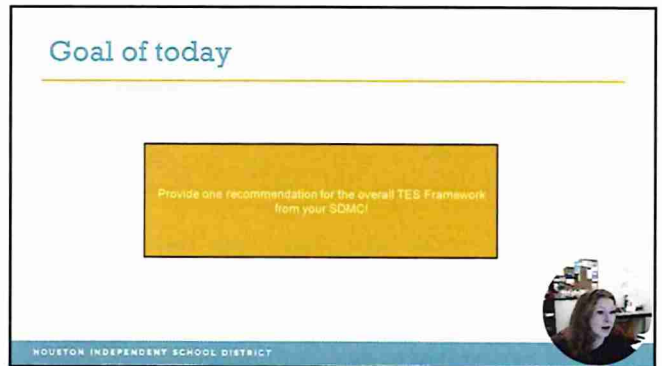 Goal of today
Provide one recommendation for the overall TES Framework
from your SDMC!
HOUSTON INDEPENDENT SCHOOL DISTRICT